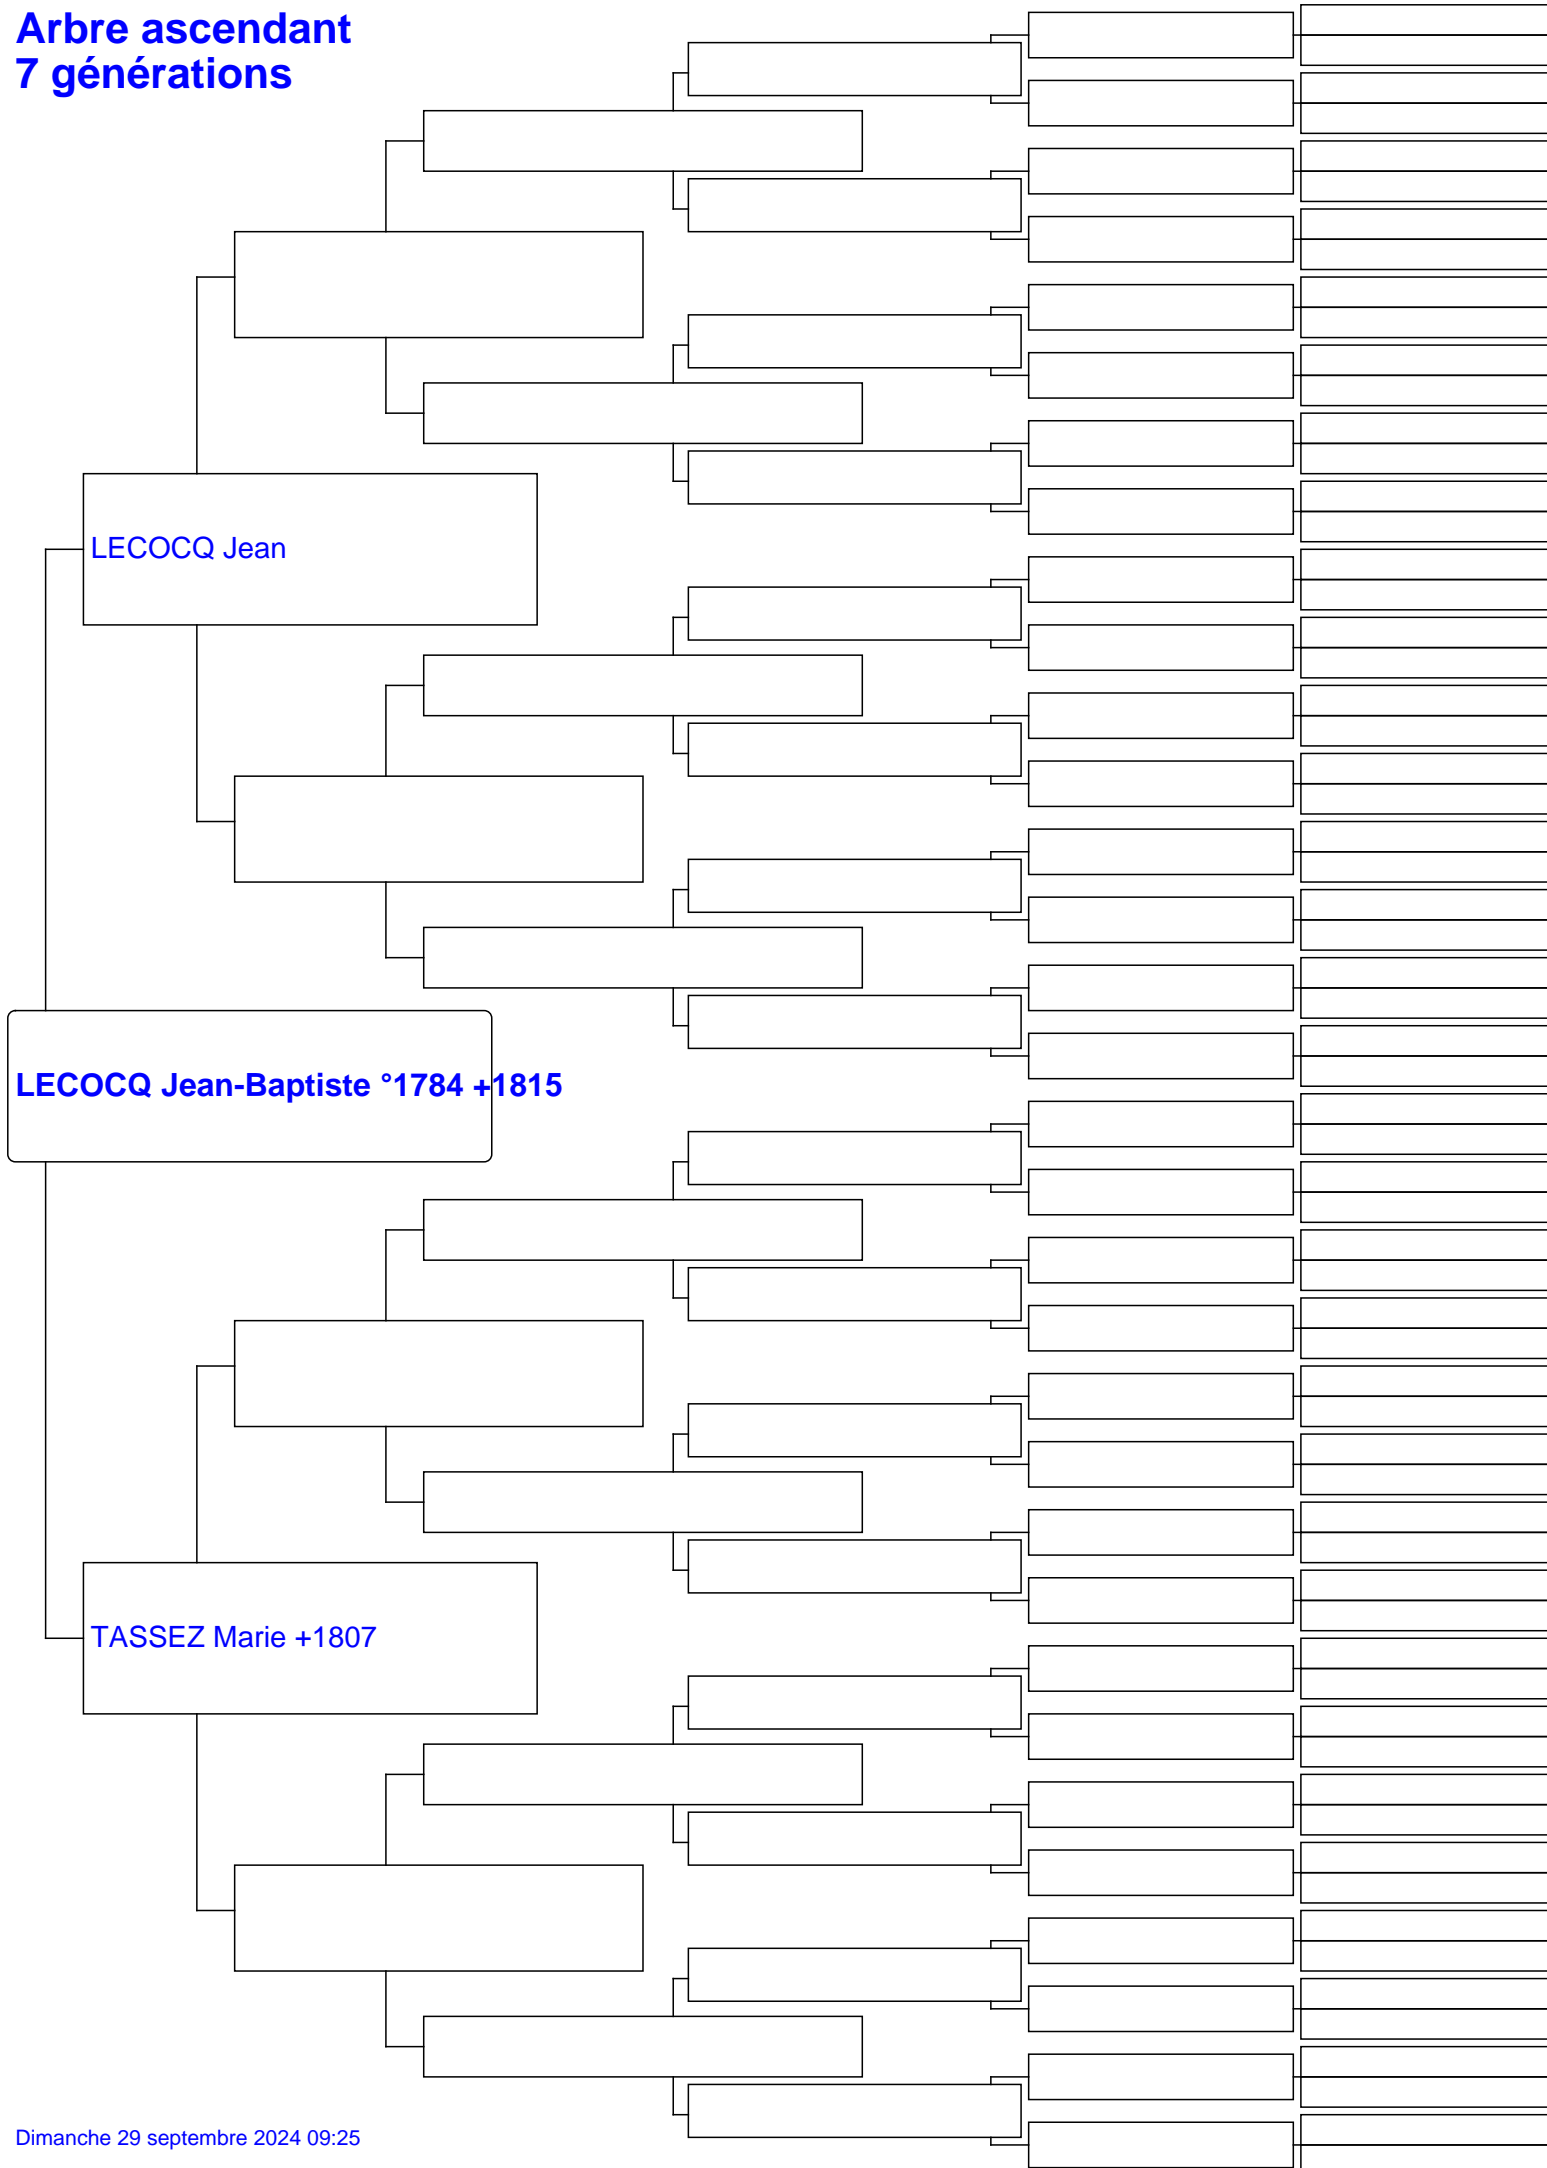 Arbre ascendant
7 générations
LECOCQ Jean
LECOCQ Jean-Baptiste °1784 +1815
TASSEZ Marie +1807
Dimanche 29 septembre 2024 09:25